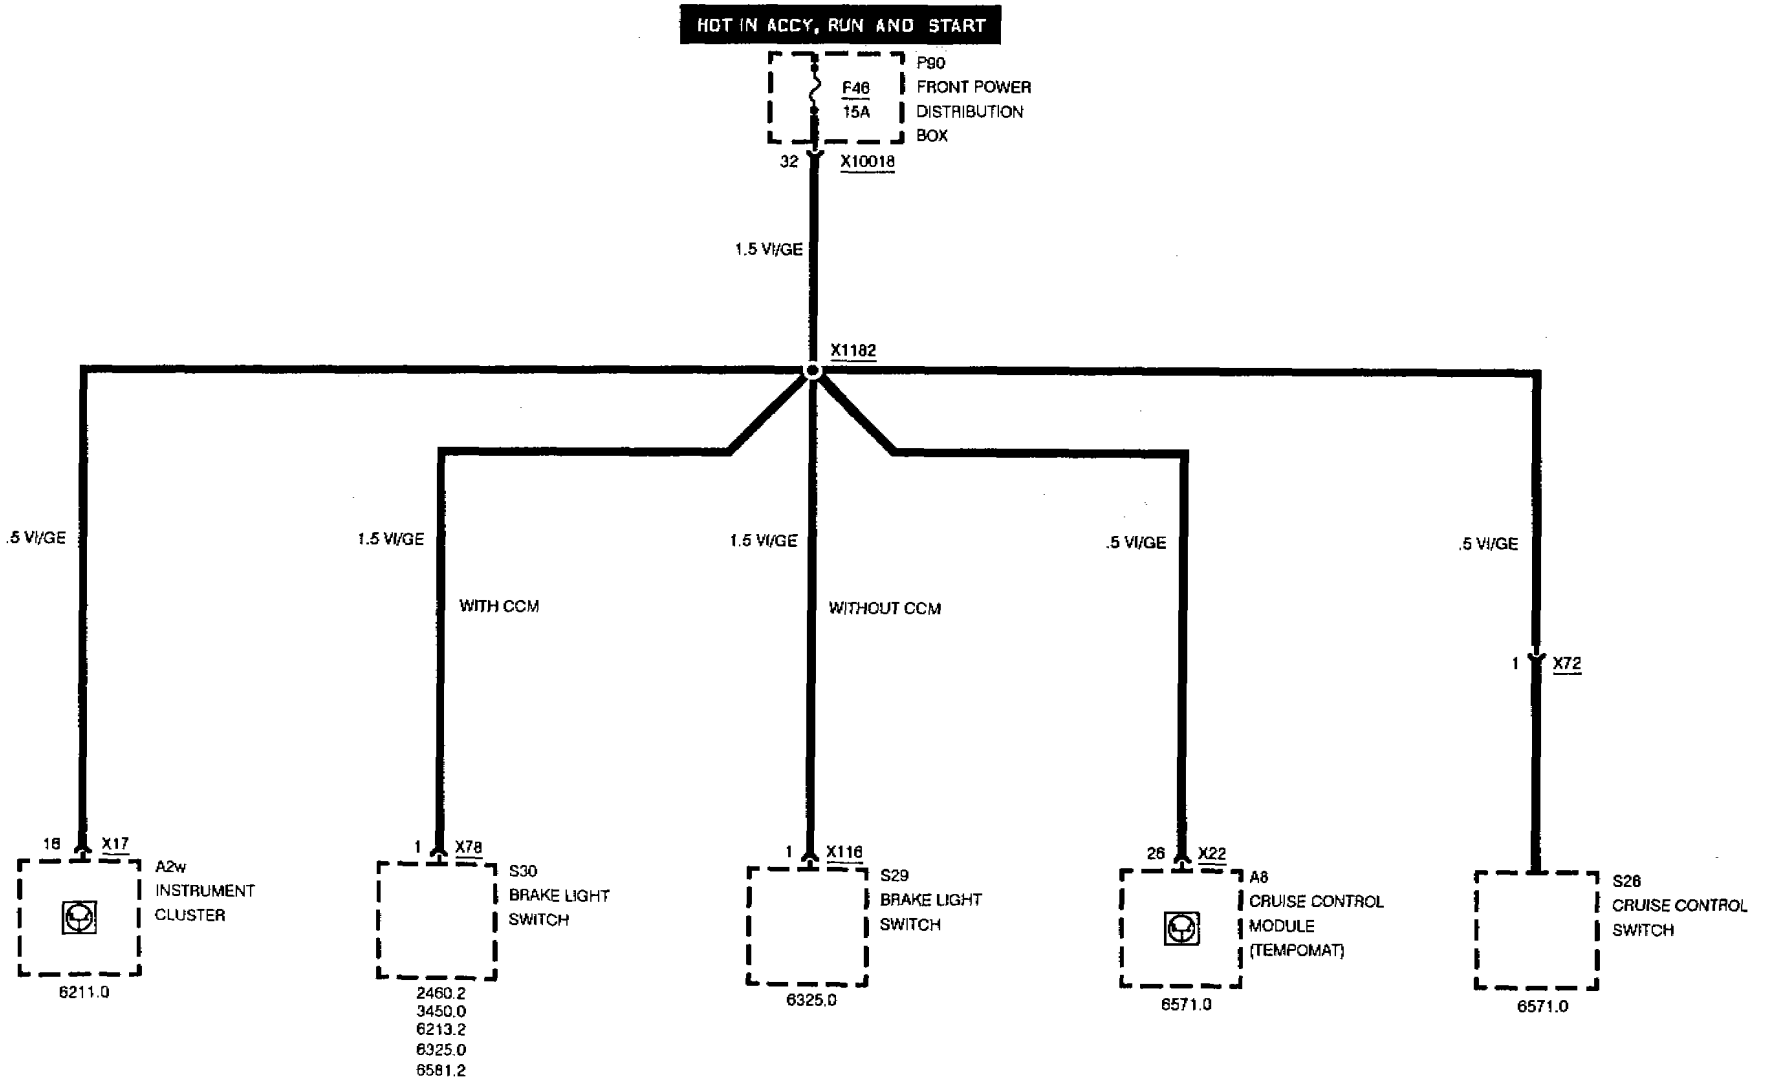 HOT IN ACCY, RUN AND START
P90
FRONT POWER
DISTRIBUTION
BOX
F46
15A
32 X10018
1.5 VI/GE
X1182
.5 VI/GE
1.5 VI/GE
1.5 VI/GE
.5 VI/GE
.5 VI/GE
WITH CCM
WITHOUT CCM
1 X72
16 X17
A2w
INSTRUMENT
CLUSTER
6211.0
1 X78
S30
BRAKE LIGHT
SWITCH
2460.2
3450.0
6213.2
6325.0
6581.2
1 X116
S29
BRAKE LIGHT
SWITCH
6325.0
26 X22
A8
CRUISE CONTROL
MODULE
(TEMPOMAT)
6571.0
S26
CRUISE CONTROL
SWITCH
6571.0